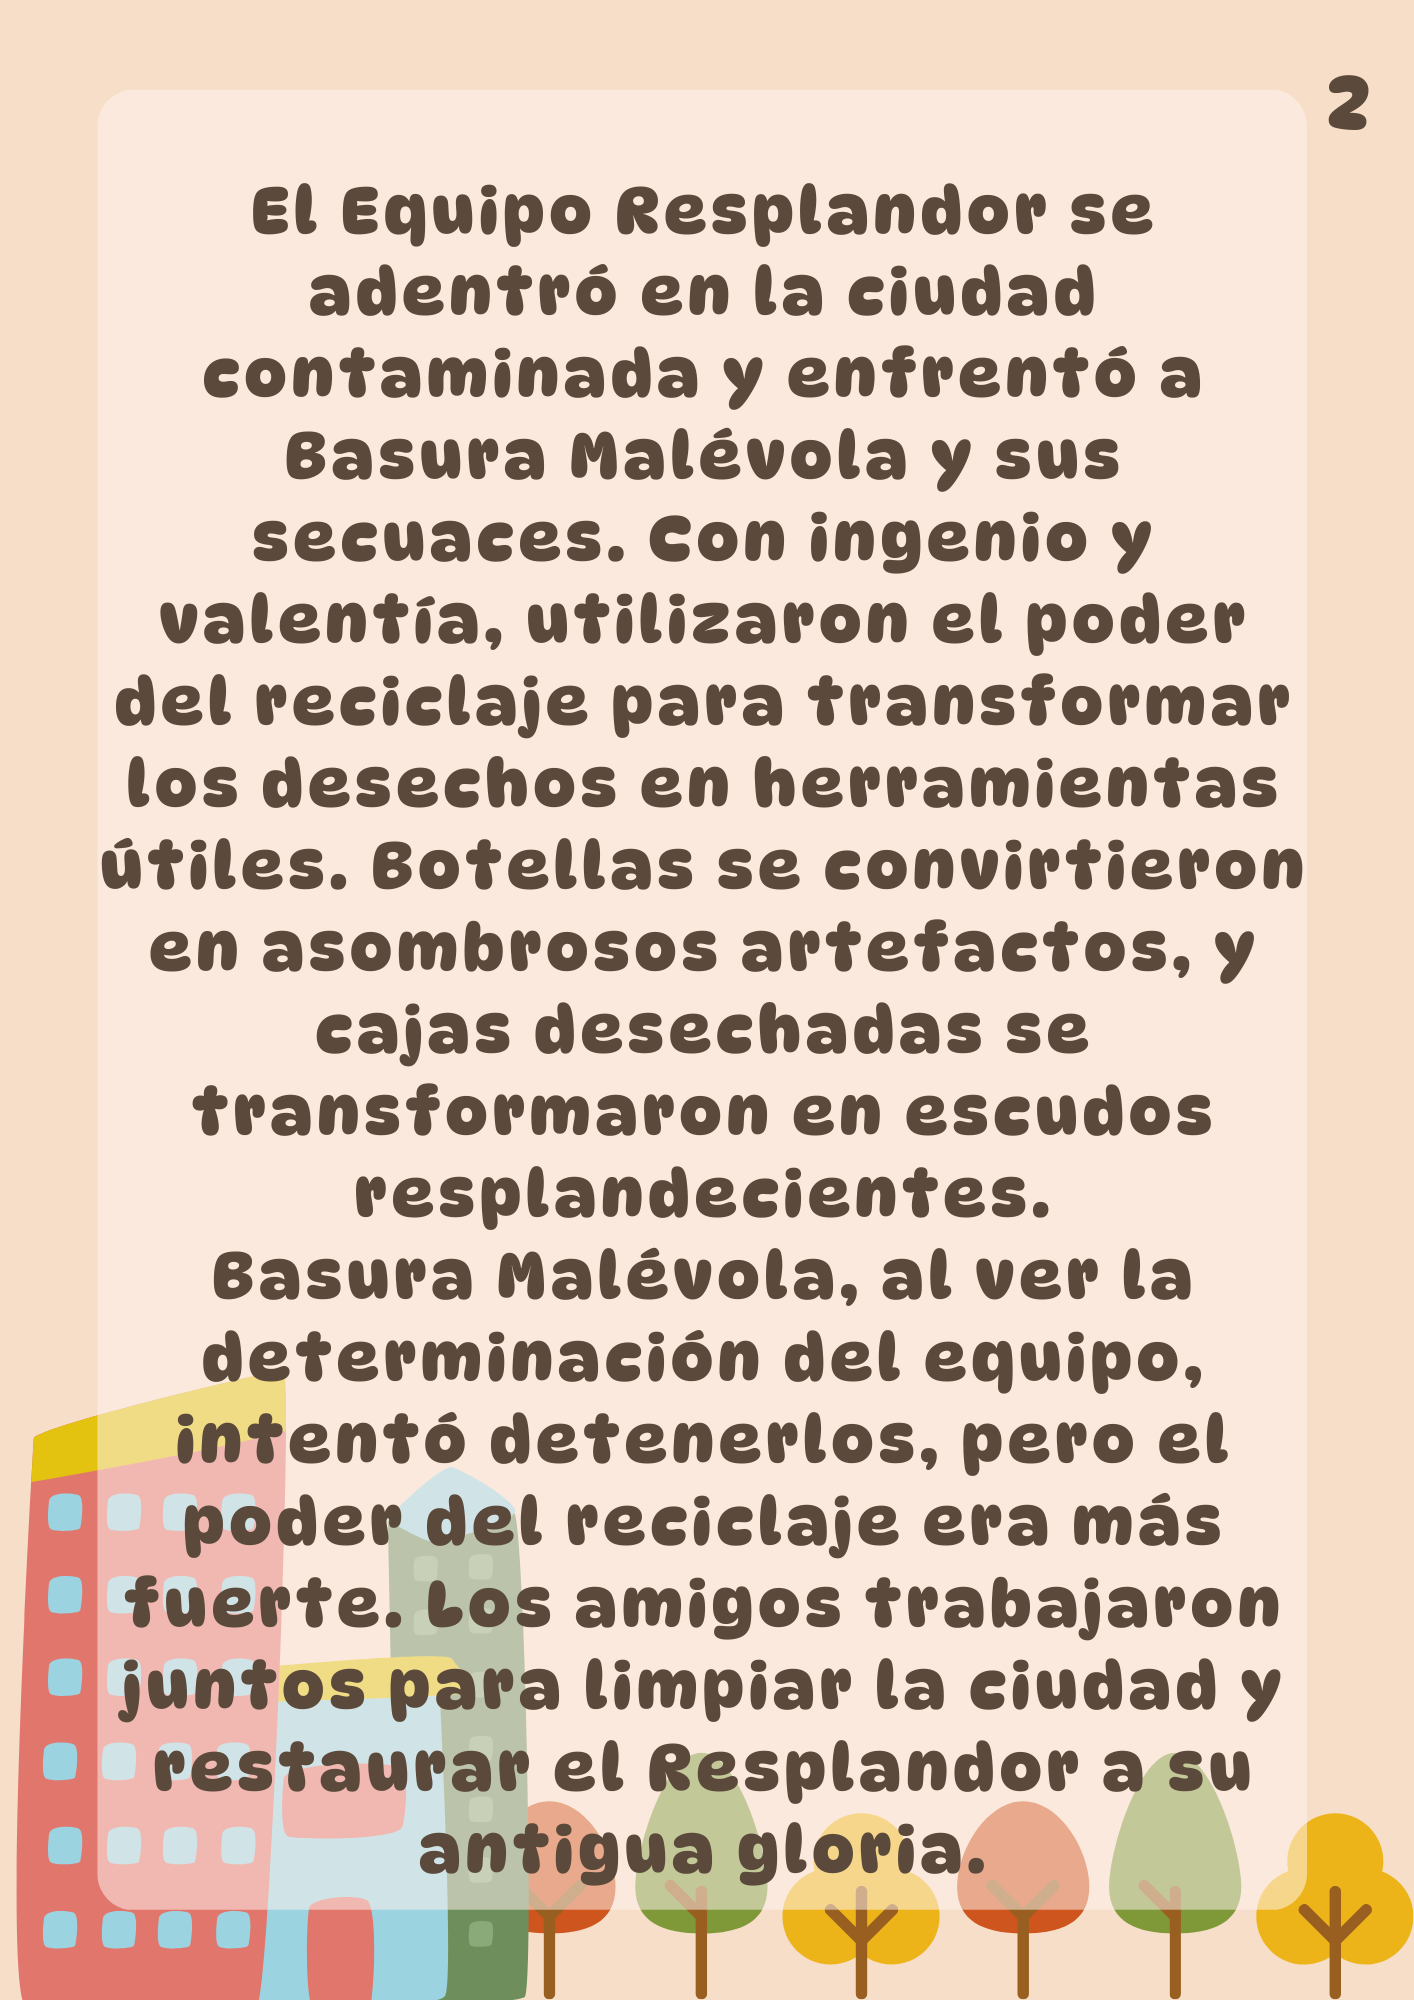 2
El Equipo Resplandor se
adentró en la ciudad
contaminada y enfrentó a
Basura Malévola y sus
secuaces. Con ingenio y
valentía, utilizaron el poder
del reciclaje para transformar
los desechos en herramientas
útiles. Botellas se convirtieron
en asombrosos artefactos, y
cajas desechadas se
transformaron en escudos
resplandecientes.
Basura Malévola, al ver la
determinación del equipo,
intentó detenerlos, pero el
poder del reciclaje era más
fuerte. Los amigos trabajaron
juntos para limpiar la ciudad y
restaurar el Resplandor a su
antigua gloria.